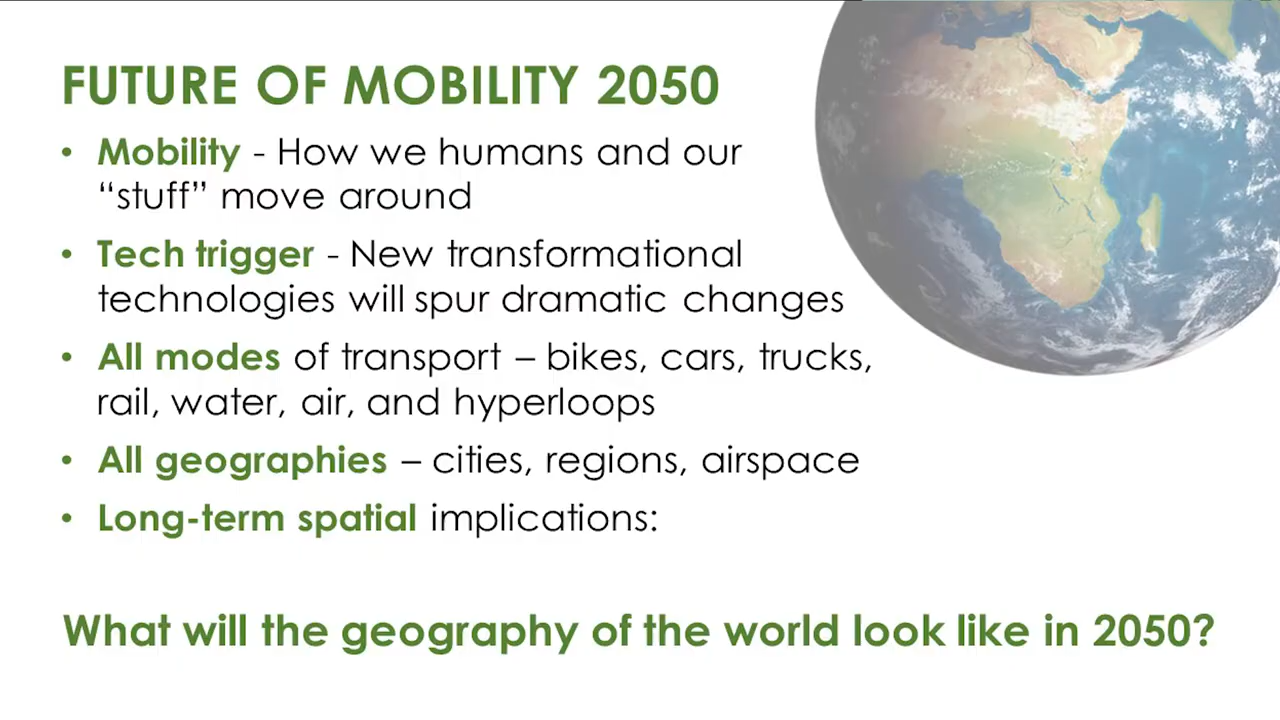 FUTURE OF MOBILITY 2050
• Mobility - How we humans and our
“stuff” move around
• Tech trigger - New transformational
technologies will spur dramatic changes
• All modes of transport – bikes, cars, trucks,
rail, water, air, and hyperloops
• All geographies – cities, regions, airspace
• Long-term spatial implications:
What will the geography of the world look like in 2050?